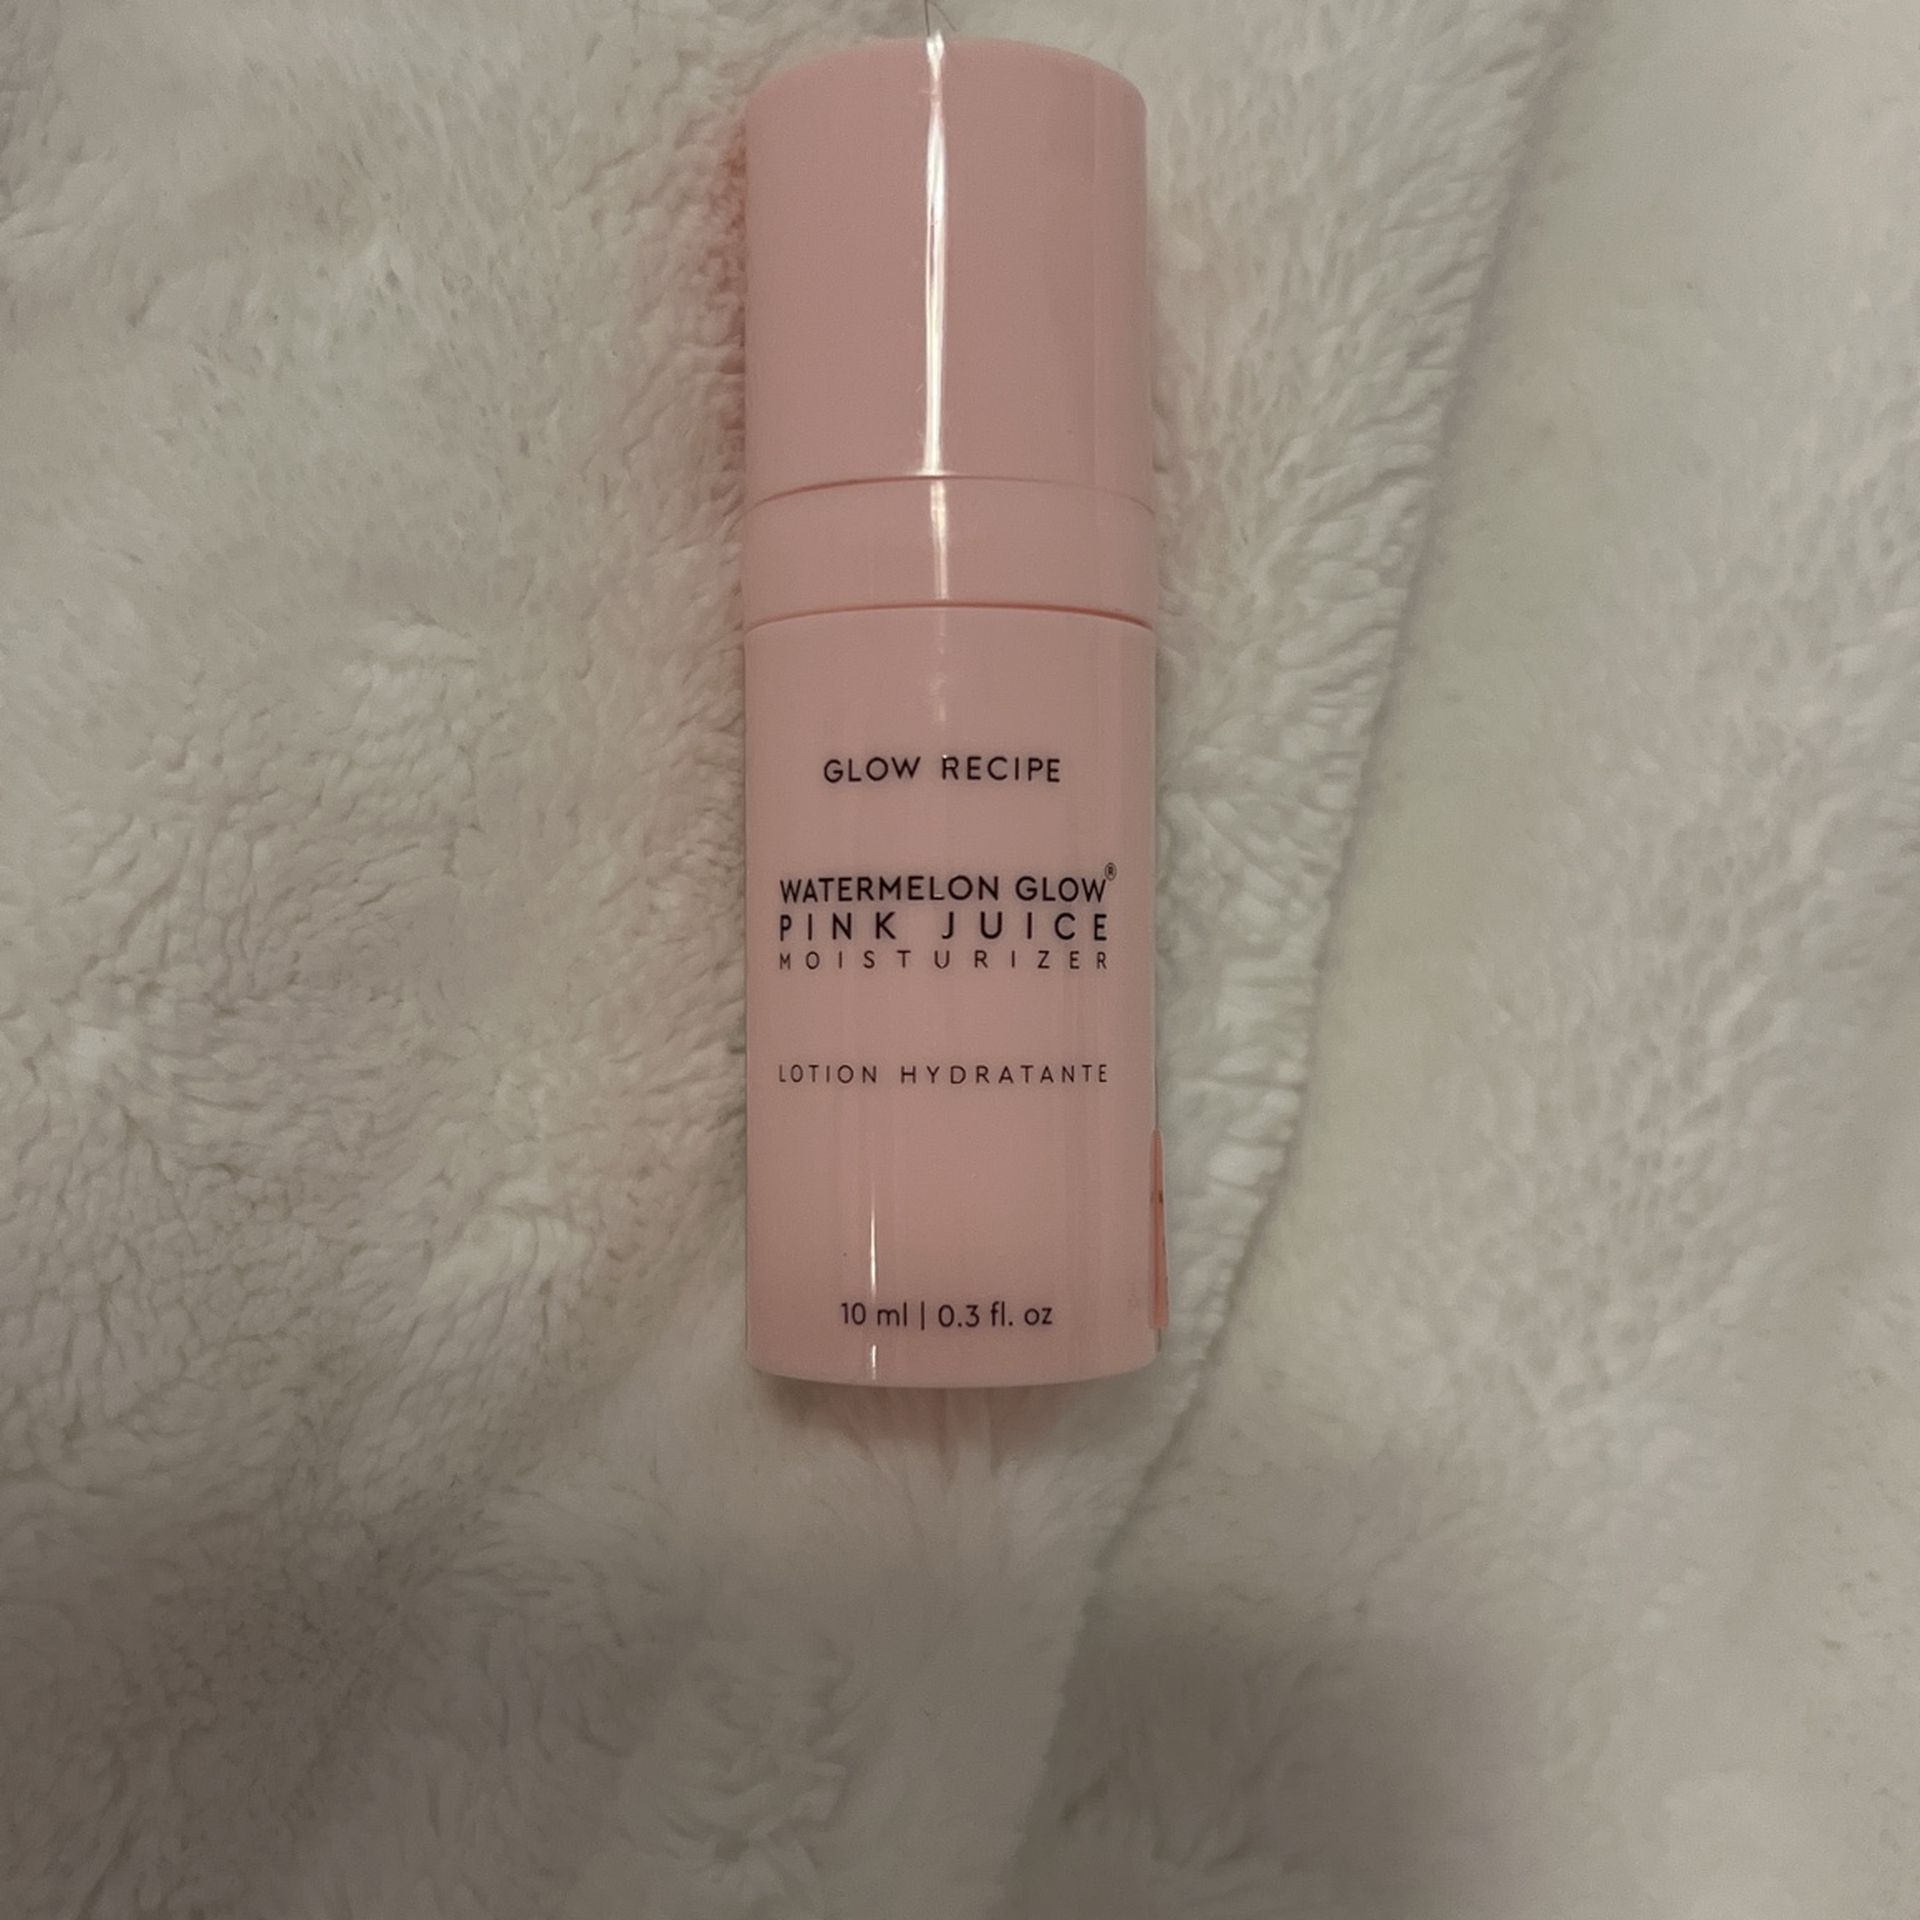 GLOW RECIPE
WATERMELON GLOW®
PINK JUICE
MOISTURIZER
LOTION HYDRATANTE
10 ml | 0.3 fl. oz